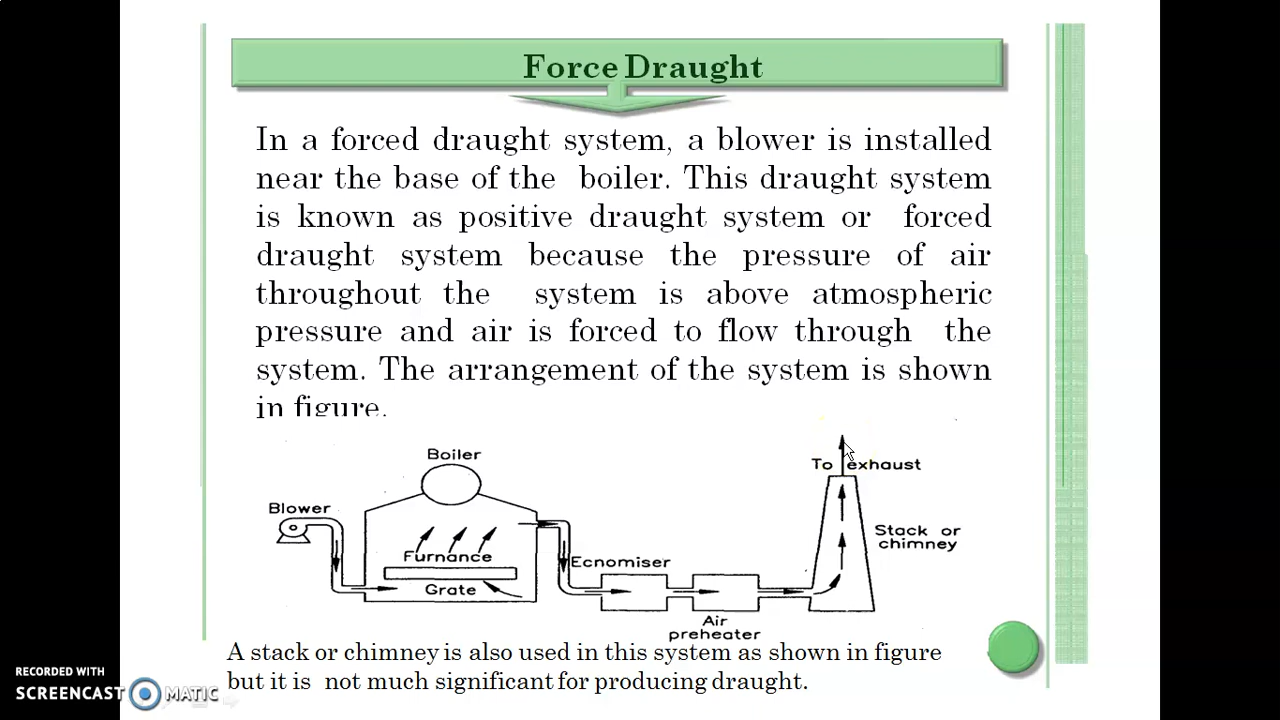 Force Draught
In a forced draught system, a blower is installed
near the base of the boiler. This draught system
is known as positive draught system or forced
draught system because the pressure of air
throughout the system is above atmospheric
pressure and air is forced to flow through the
system. The arrangement of the system is shown
in figure.
Boiler
To exhaust
Blower
Stack or
chimney
Furnance
Ecnomiser
Grate
Air
preheater
A stack or chimney is also used in this system as shown in figure
but it is not much significant for producing draught.
RECORDED WITH
SCREENCAST MATIC